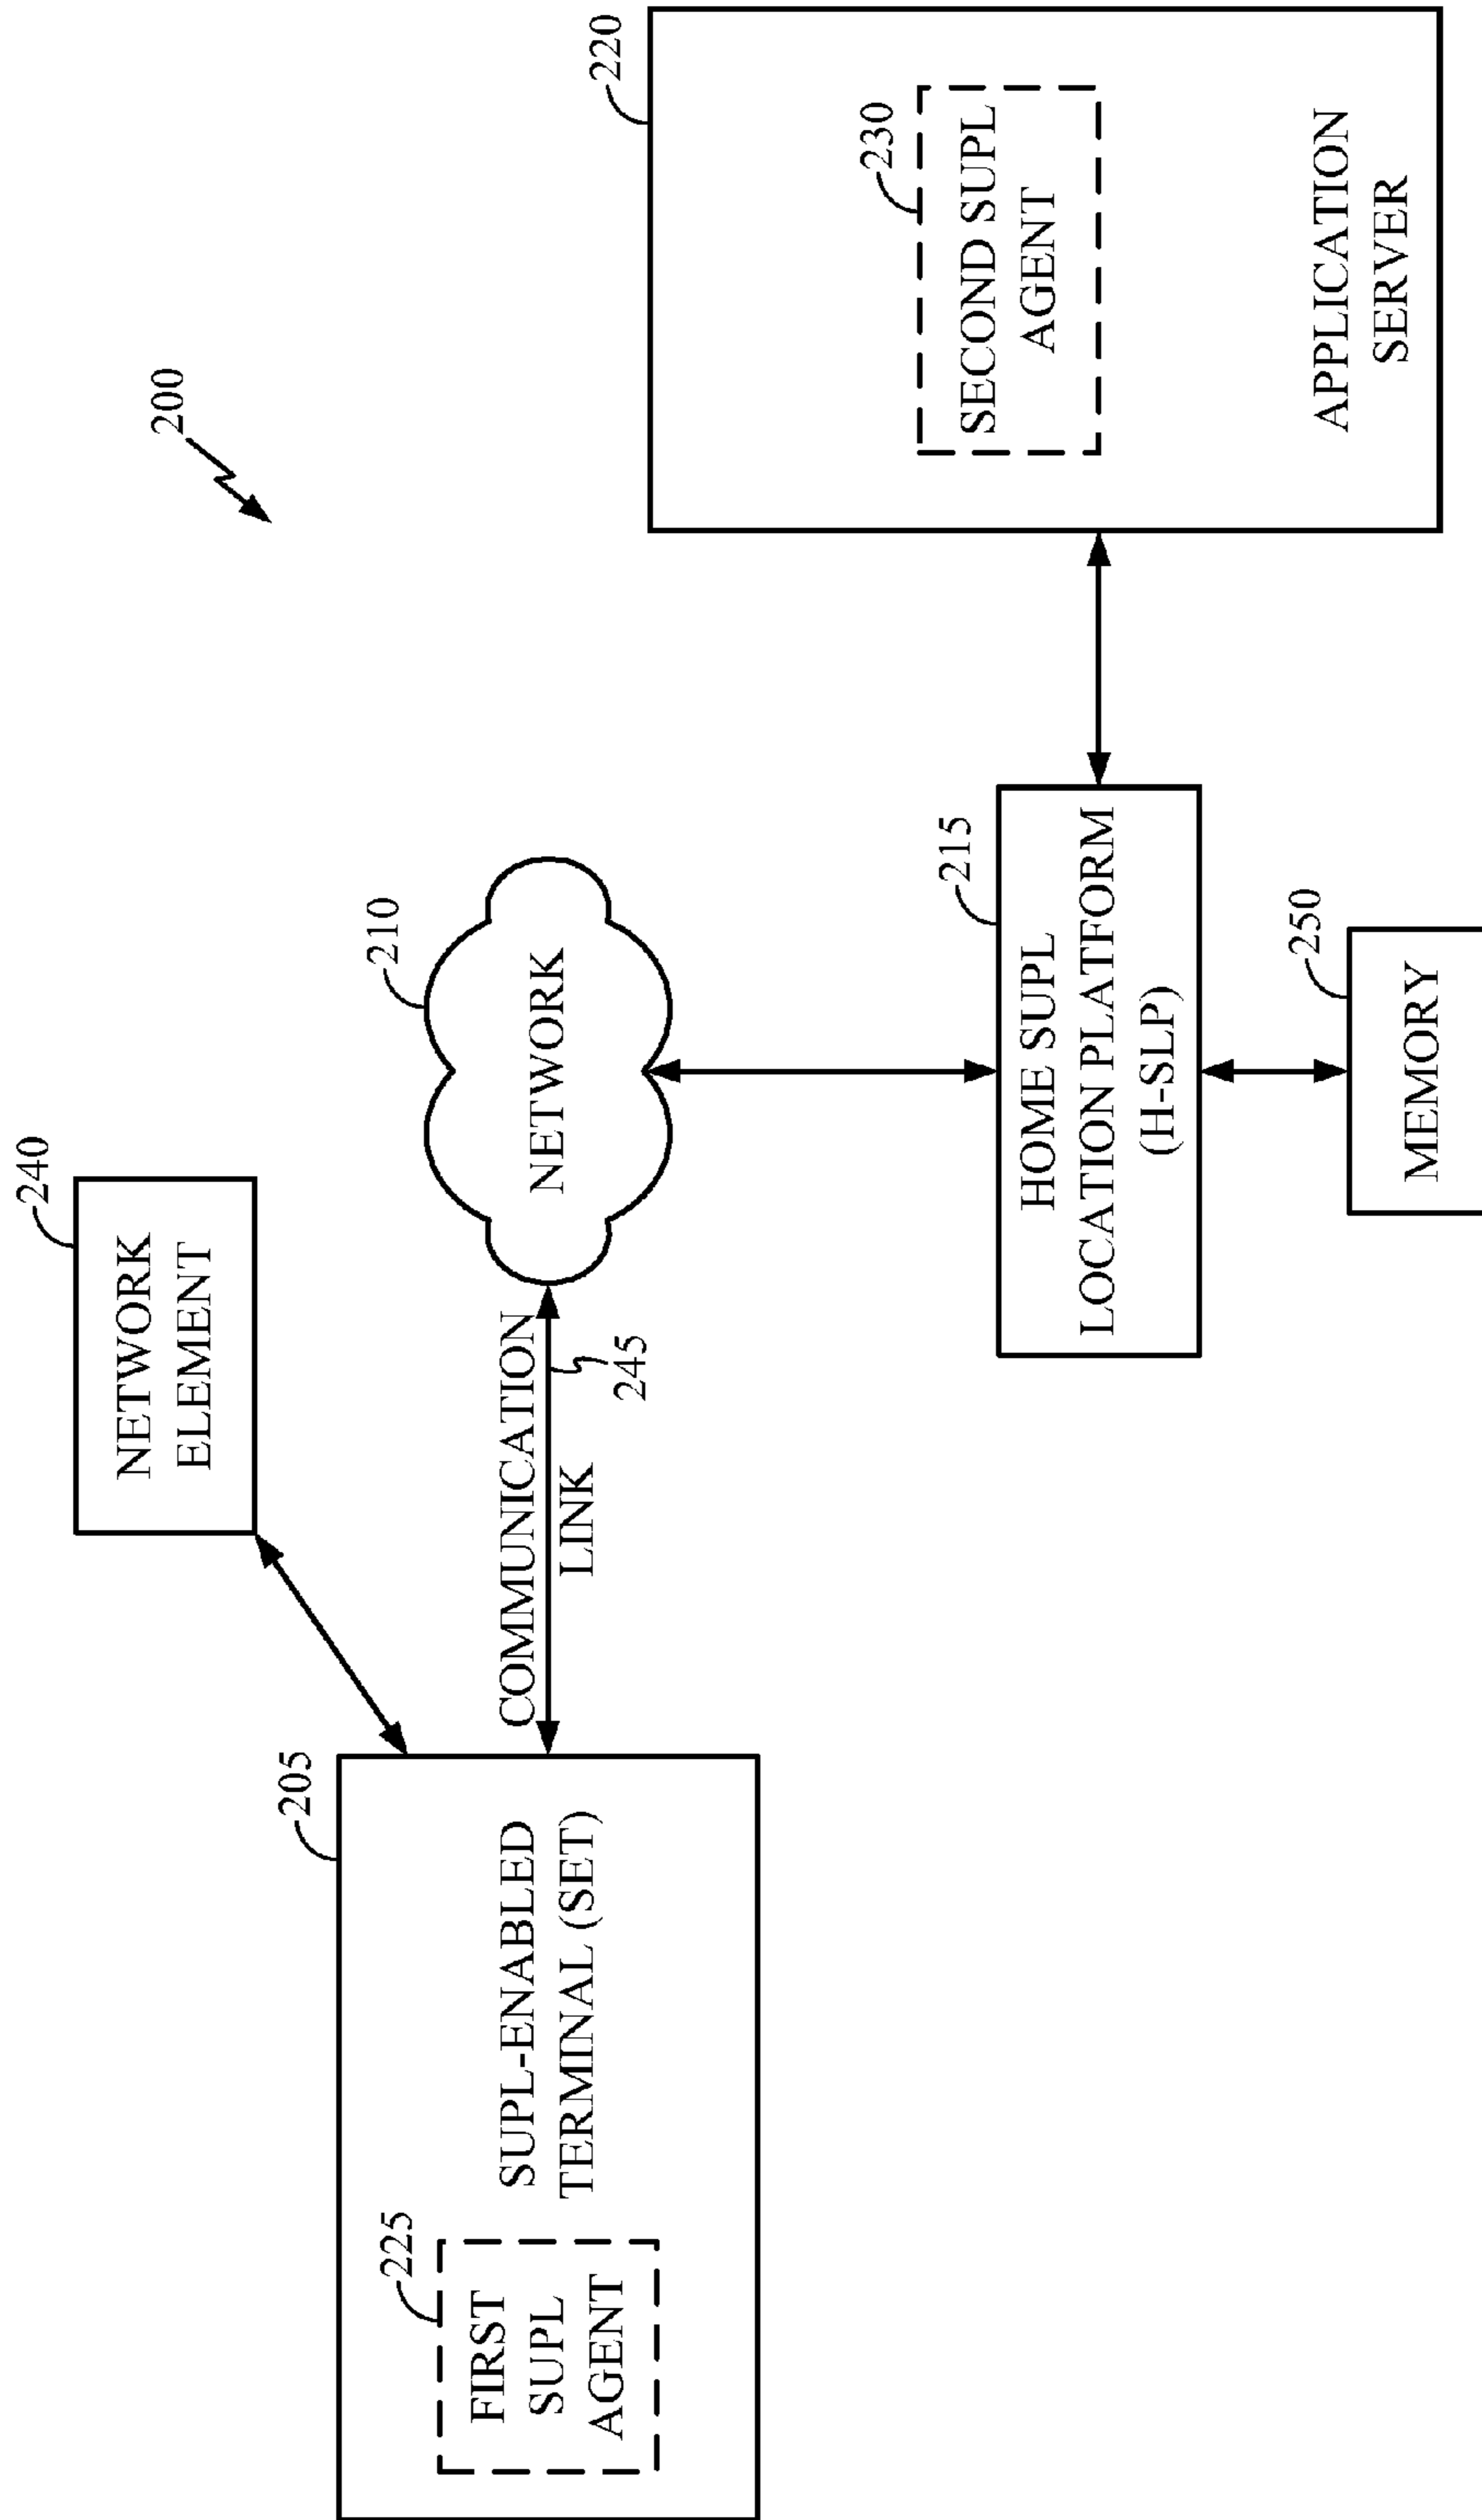 200
240
NETWORK
ELEMENT
205
SUPL-ENABLED
TERMINAL (SET)
225
FIRST
SUPL
AGENT
COMMUNICATION
LINK
245
210
NETWORK
220
230
SECOND SUPL
AGENT
APPLICATION
SERVER
215
HOME SUPL
LOCATION PLATFORM
(H-SLP)
250
MEMORY